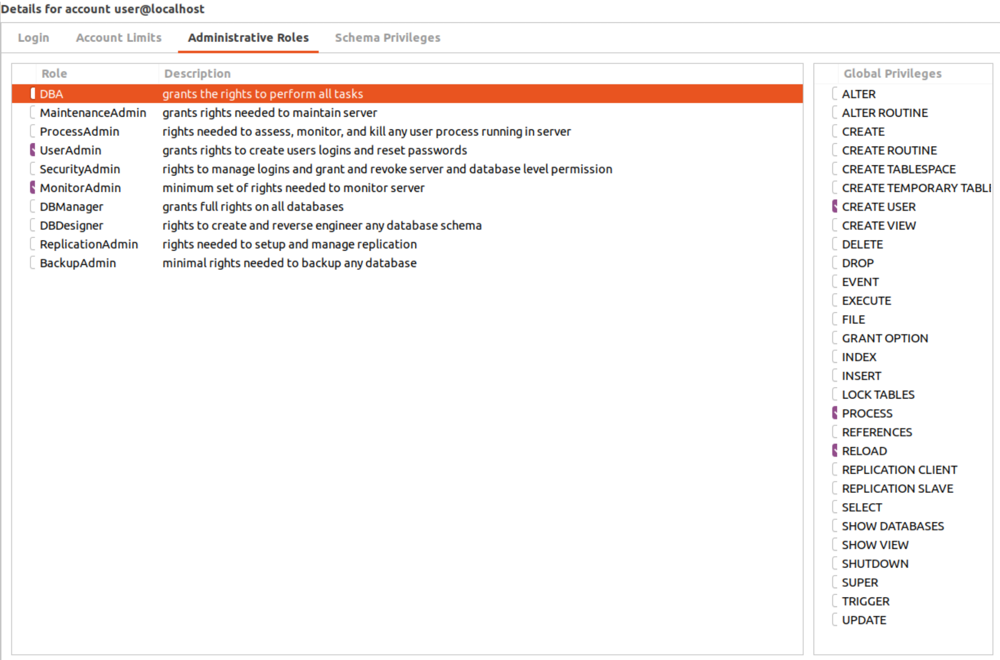 Details for account user@localhost
Login Account Limits Administrative Roles Schema Privileges
Role Description
DBA grants the rights to perform all tasks
MaintenanceAdmin grants rights needed to maintain server
ProcessAdmin rights needed to assess, monitor, and kill any user process running in server
UserAdmin grants rights to create users logins and reset passwords
SecurityAdmin rights to manage logins and grant and revoke server and database level permission
MonitorAdmin minimum set of rights needed to monitor server
DBManager grants full rights on all databases
DBDesigner rights to create and reverse engineer any database schema
ReplicationAdmin rights needed to setup and manage replication
BackupAdmin minimal rights needed to backup any database
Global Privileges
ALTER
ALTER ROUTINE
CREATE
CREATE ROUTINE
CREATE TABLESPACE
CREATE TEMPORARY TABLE
CREATE USER
CREATE VIEW
DELETE
DROP
EVENT
EXECUTE
FILE
GRANT OPTION
INDEX
INSERT
LOCK TABLES
PROCESS
REFERENCES
RELOAD
REPLICATION CLIENT
REPLICATION SLAVE
SELECT
SHOW DATABASES
SHOW VIEW
SHUTDOWN
SUPER
TRIGGER
UPDATE